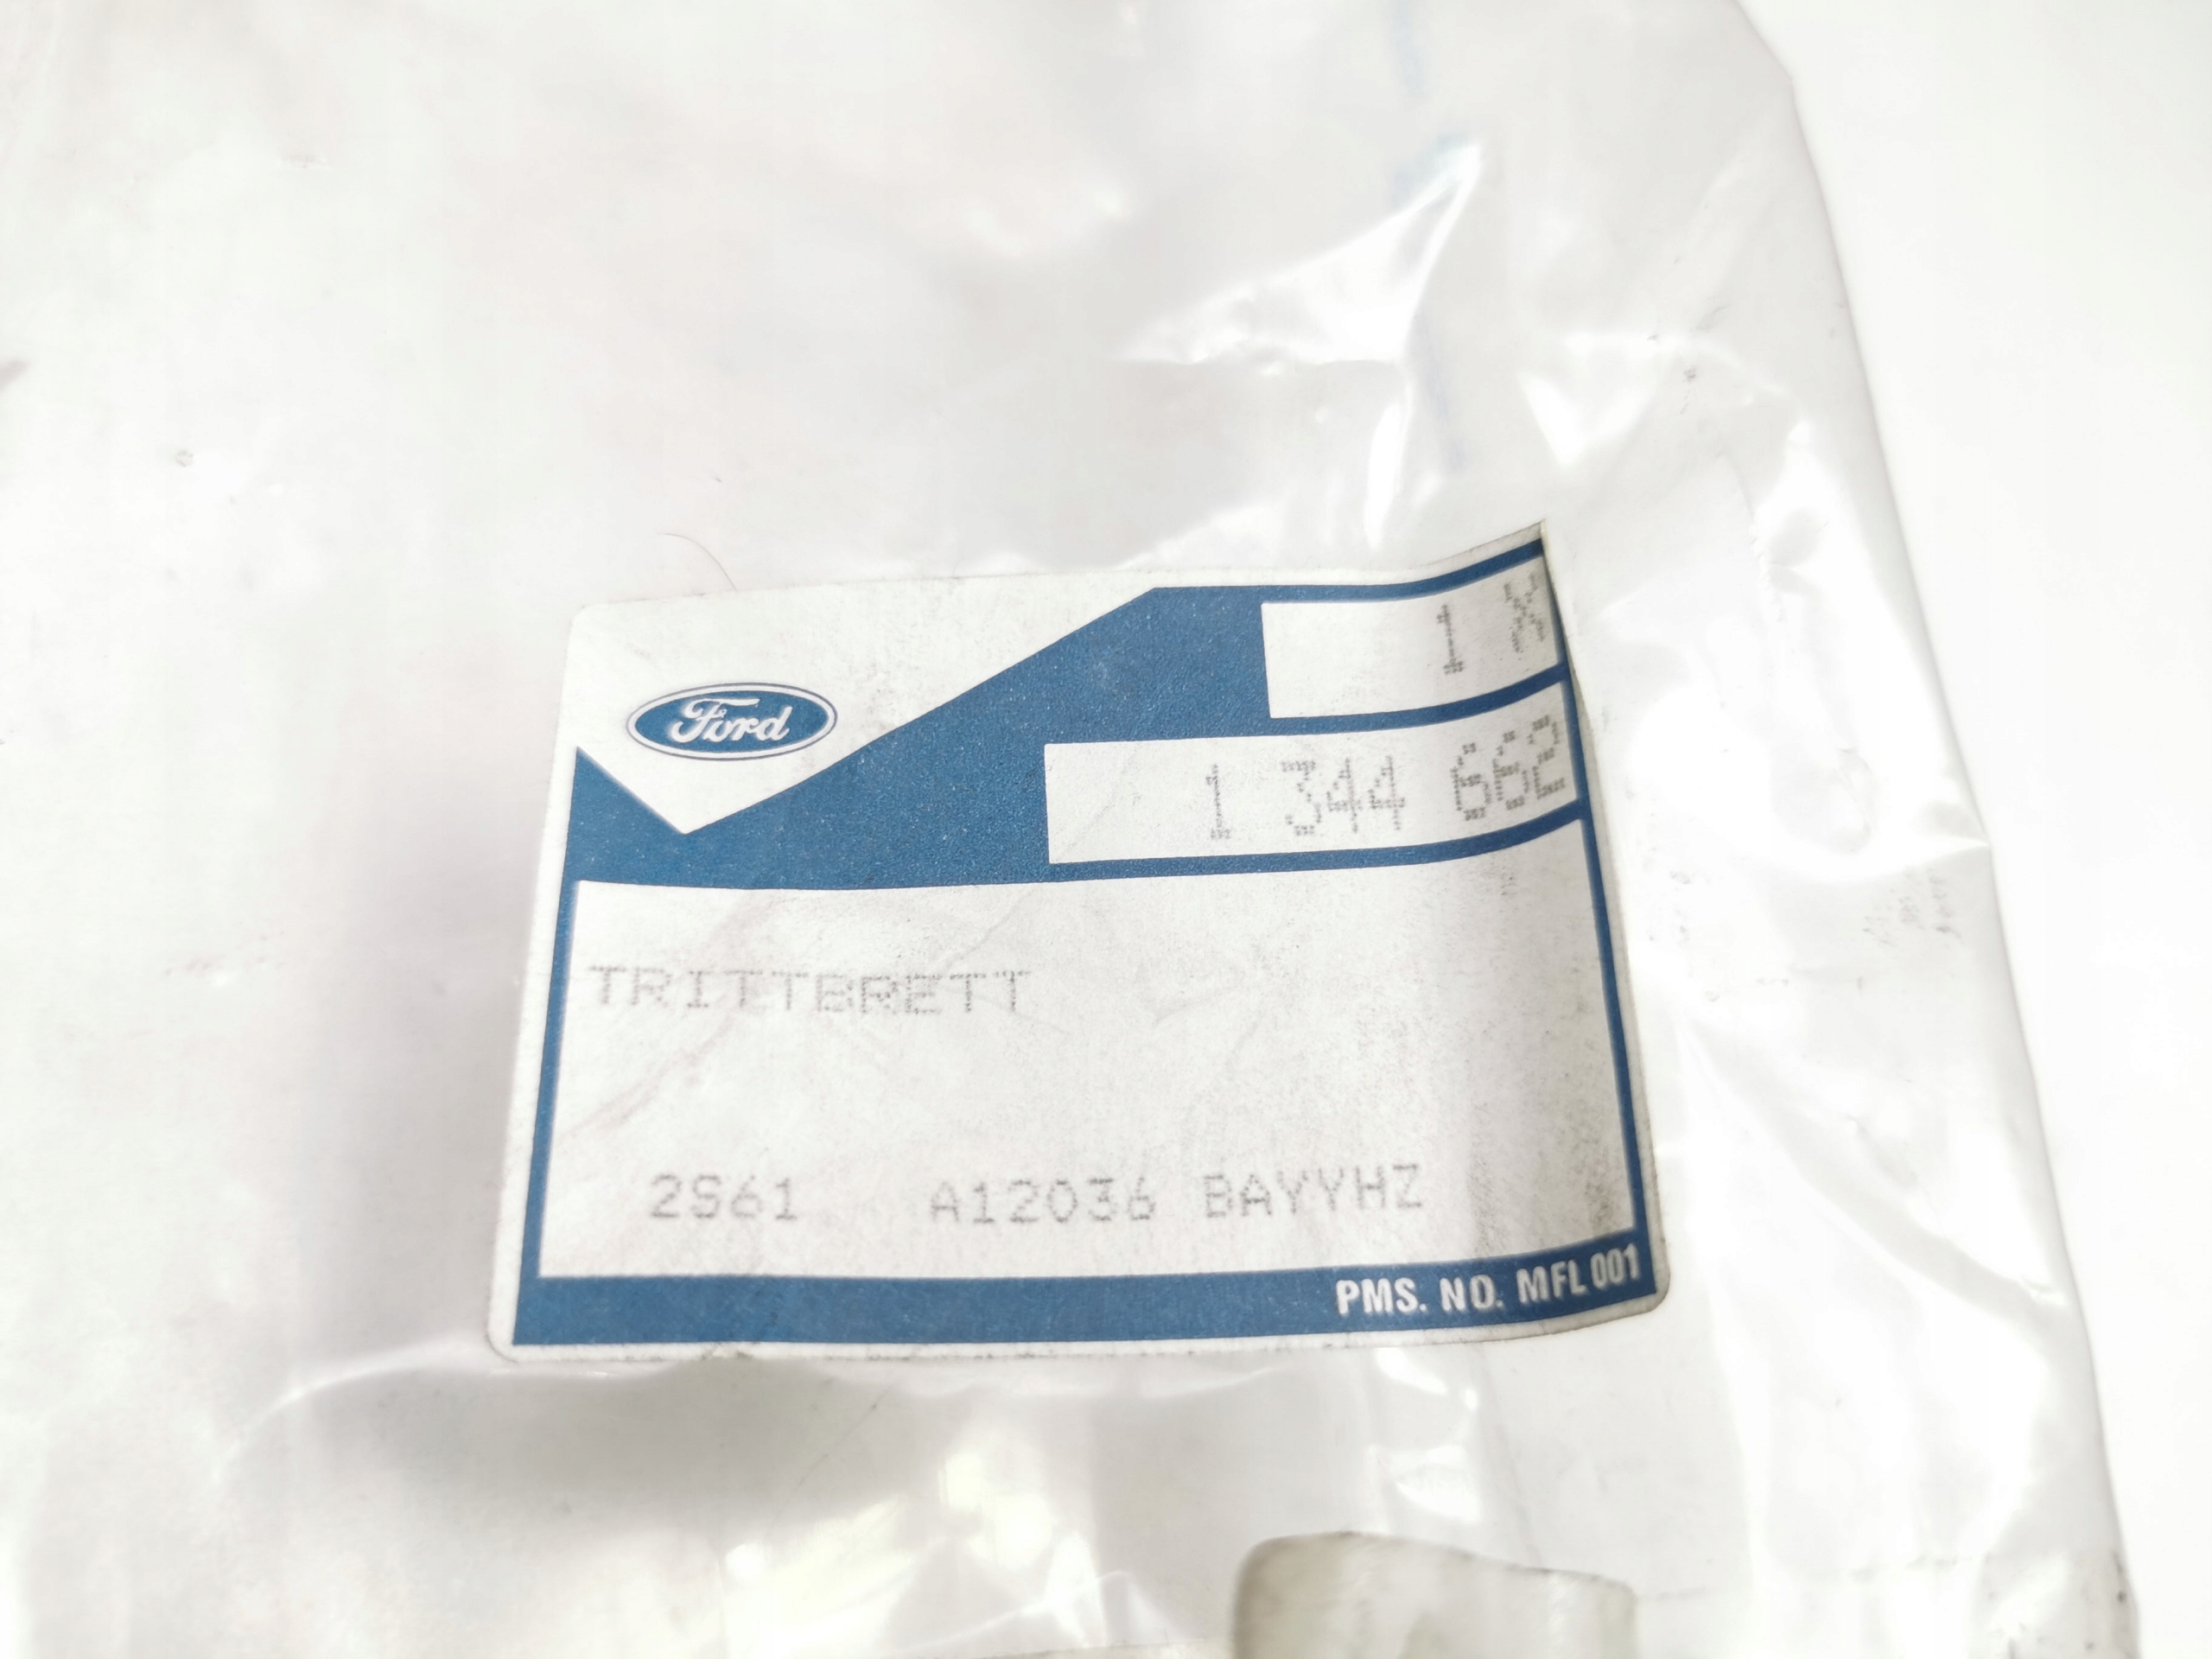 Ford
1 X
1 344 662
TRITTBRETT
2S61 A12036 BAYYHZ
PMS. NO. MFL 001